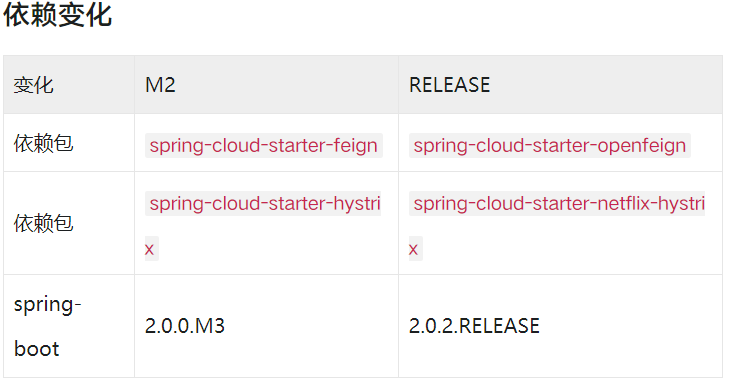 依赖变化
变化 M2 RELEASE
依赖包 spring-cloud-starter-feign spring-cloud-starter-openfeign
依赖包 spring-cloud-starter-hystri spring-cloud-starter-netflix-hystri
x x
spring-
boot 2.0.0.M3 2.0.2.RELEASE